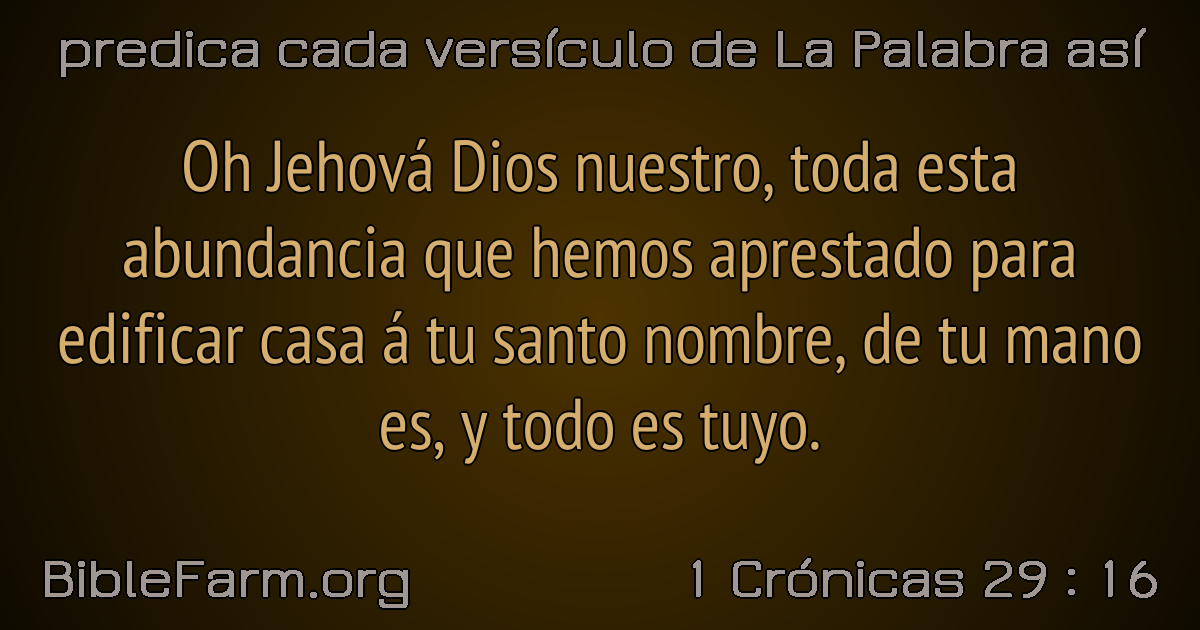 predica cada versículo de La Palabra así
Oh Jehová Dios nuestro, toda esta
abundancia que hemos aprestado para
edificar casa á tu santo nombre, de tu mano
es, y todo es tuyo.
BibleFarm.org
1 Crónicas 29 : 16